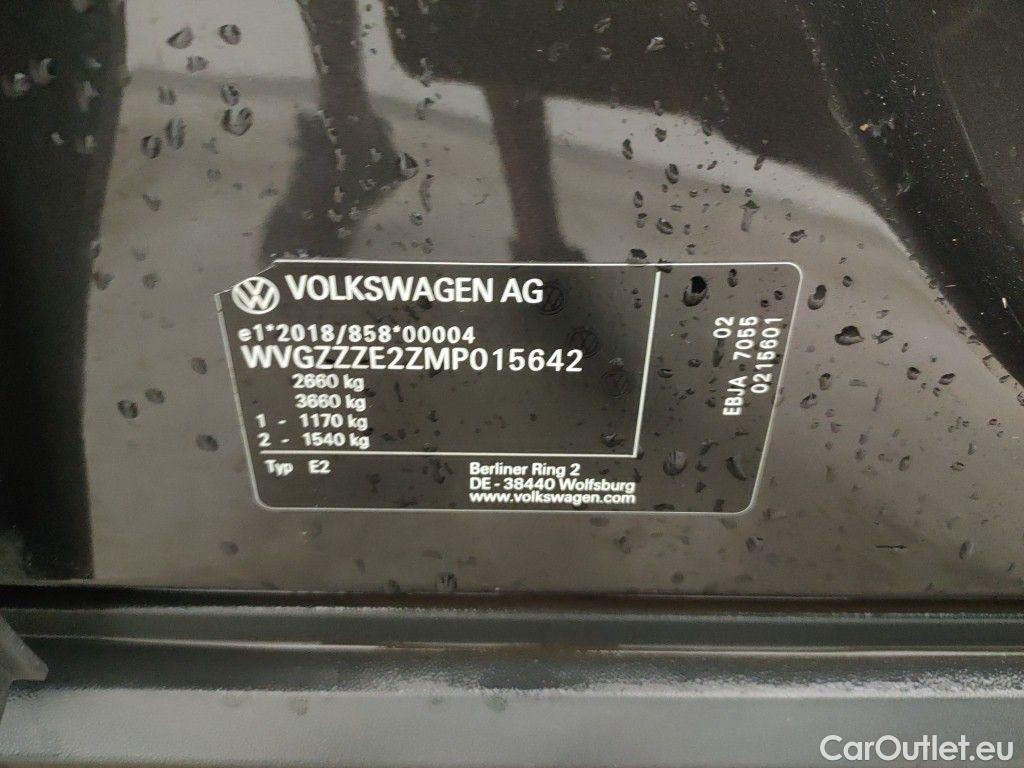 VOLKSWAGEN AG
e1*2018/858*00004
WVGZZZE2ZMP015642
2660 kg
3660 kg
1 - 1170 kg
2 - 1540 kg
Typ E2
Berliner Ring 2
DE - 38440 Wolfsburg
www.volkswagen.com
02
EBJA 7055
0215601
CarOutlet.eu